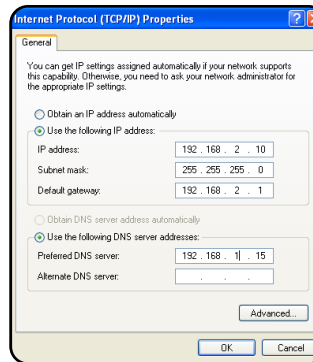 Internet Protocol (TCP/IP) Properties
General
You can get IP settings assigned automatically if your network supports
this capability. Otherwise, you need to ask your network administrator for
the appropriate IP settings.
Obtain an IP address automatically
Use the following IP address:
IP address: 192 . 168 . 2 . 10
Subnet mask: 255 . 255 . 255 . 0
Default gateway: 192 . 168 . 2 . 1
Obtain DNS server address automatically
Use the following DNS server addresses:
Preferred DNS server: 192 . 168 . 1 . 15
Alternate DNS server: . . .
Advanced...
OK Cancel